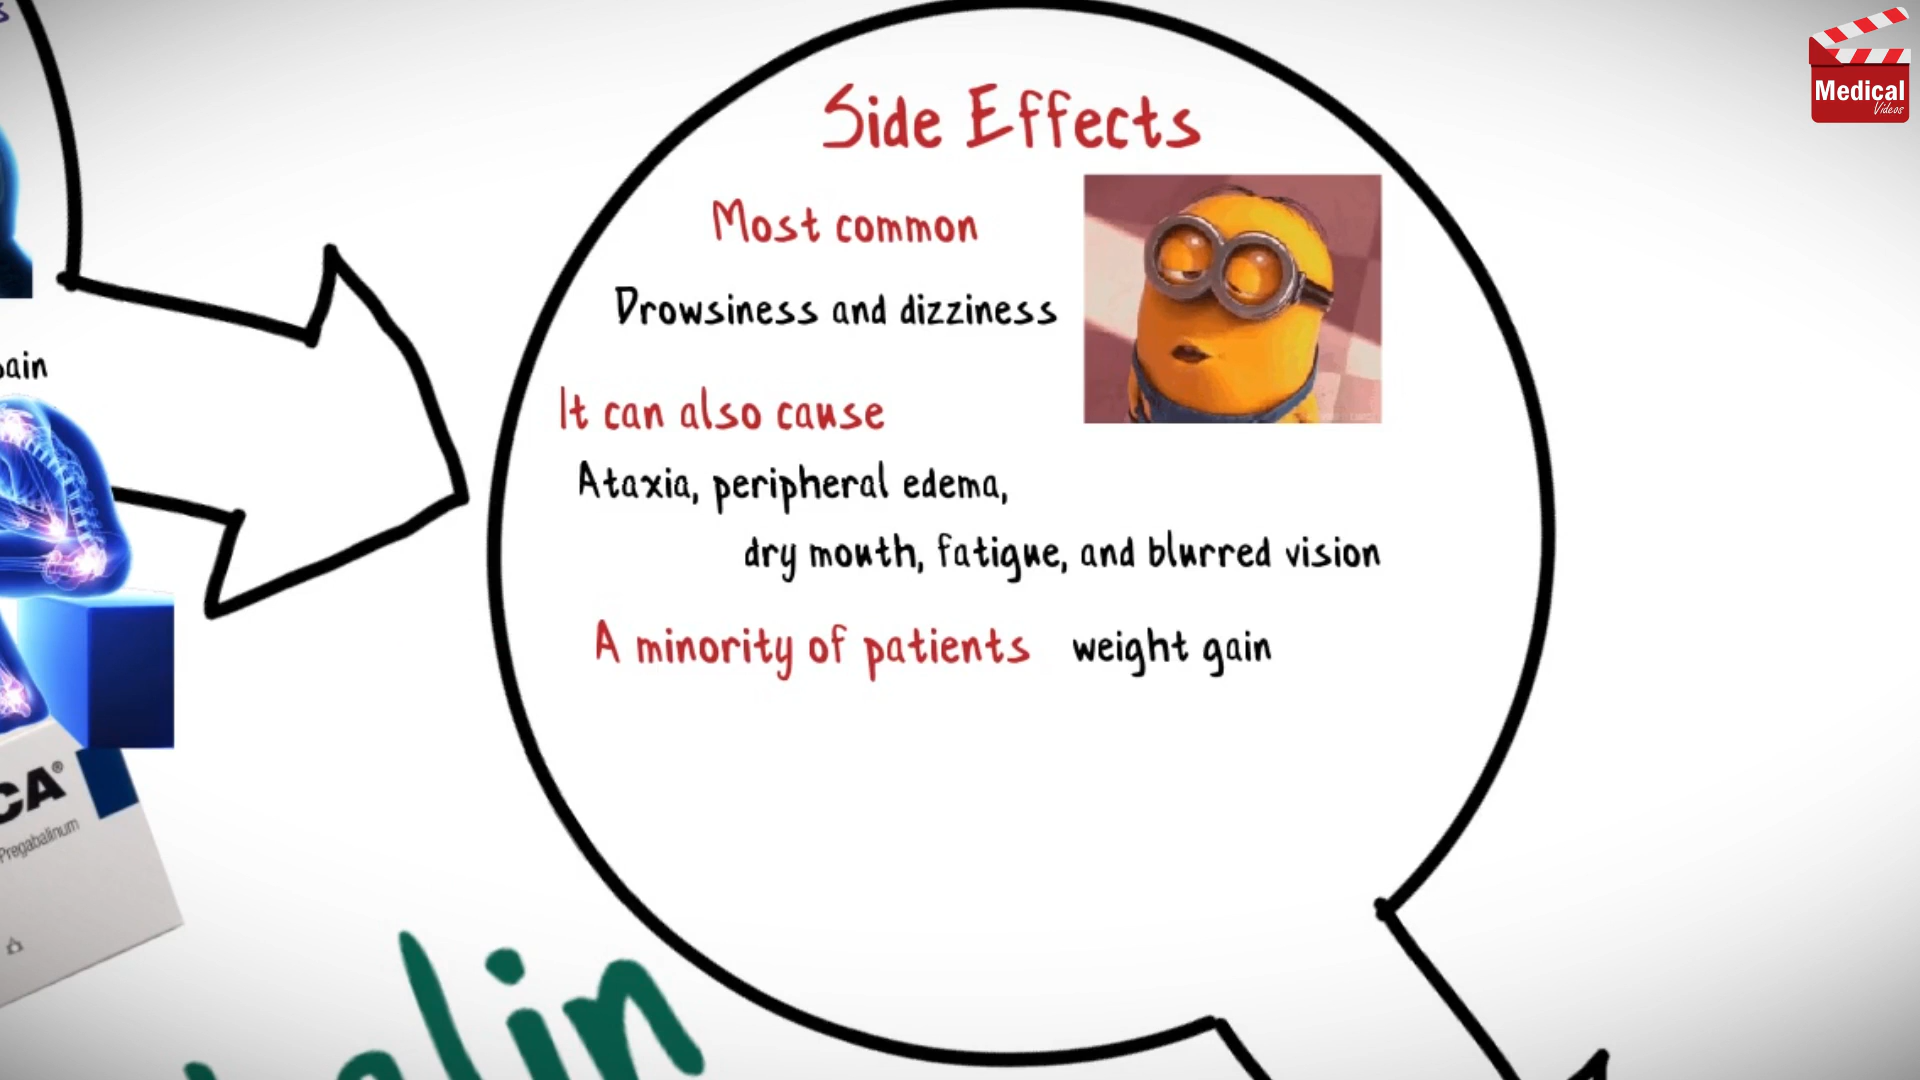 Medical
Videos
Side Effects
Most common
Drowsiness and dizziness
It can also cause
Ataxia, peripheral edema,
dry mouth, fatigue, and blurred vision
A minority of patients weight gain
CA®
Pregabalinum
alin